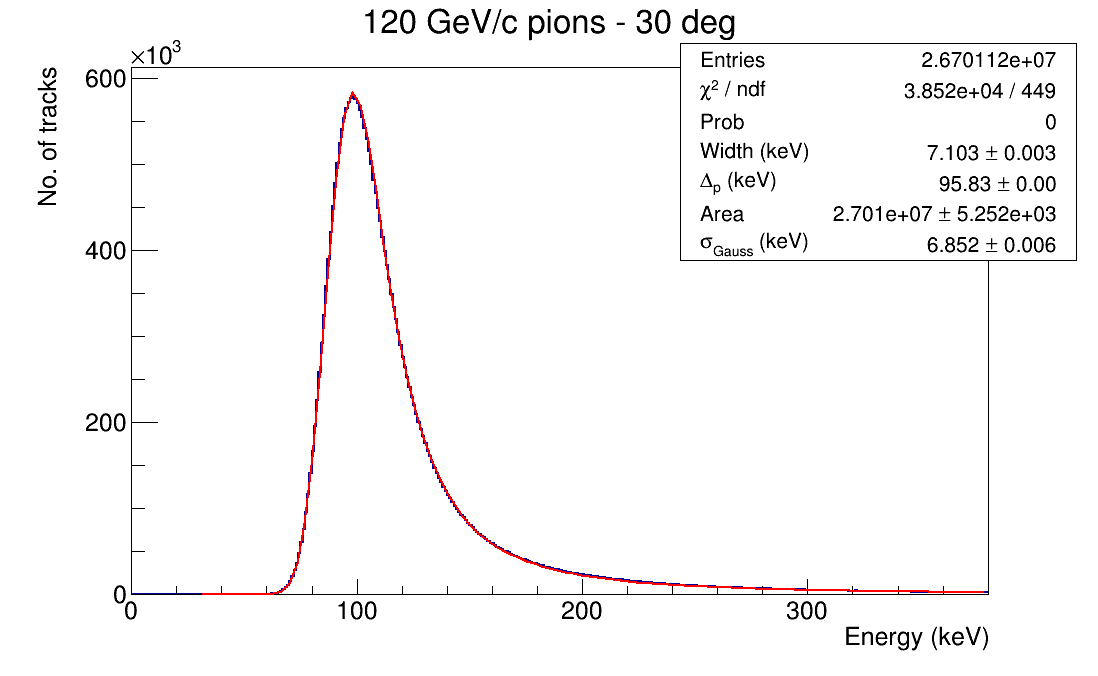 120 GeV/c pions - 30 deg
×10³
Entries 2.670112e+07
χ² / ndf 3.852e+04 / 449
Prob 0
Width (keV) 7.103 ± 0.003
Δp (keV) 95.83 ± 0.00
Area 2.701e+07 ± 5.252e+03
σGauss (keV) 6.852 ± 0.006
No. of tracks
600
400
200
0
0 100 200 300
Energy (keV)